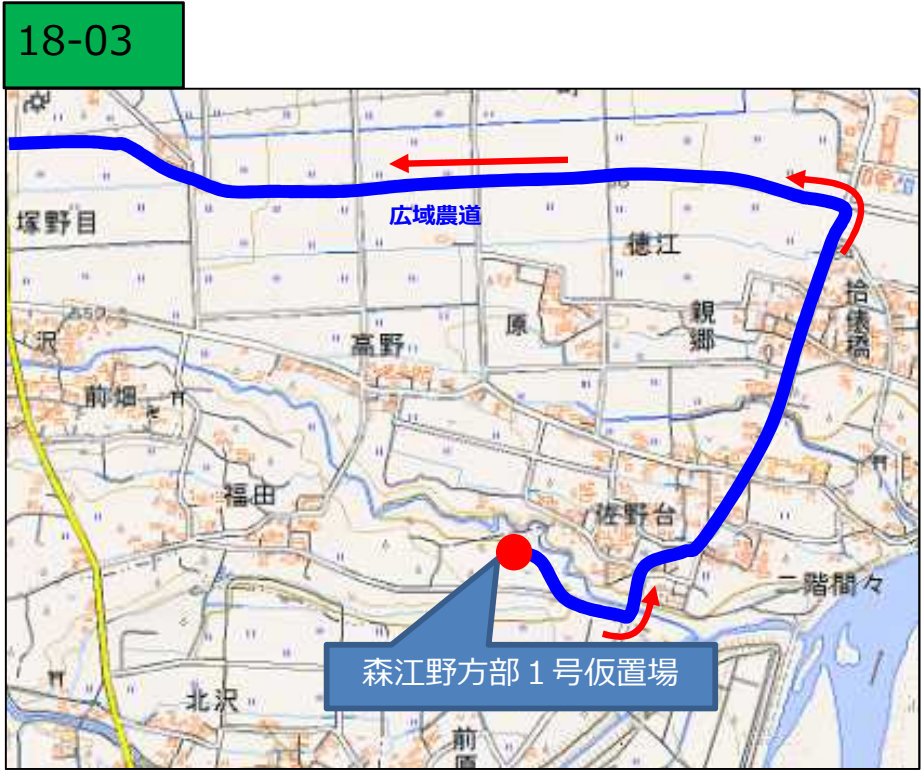 18-03
町
塚野目
広域農道
徳江
拾俵橋
親郷
原
高野
沢
前畑
福田
佐野台
二階間々
森江野方部1号仮置場
北沢
前原